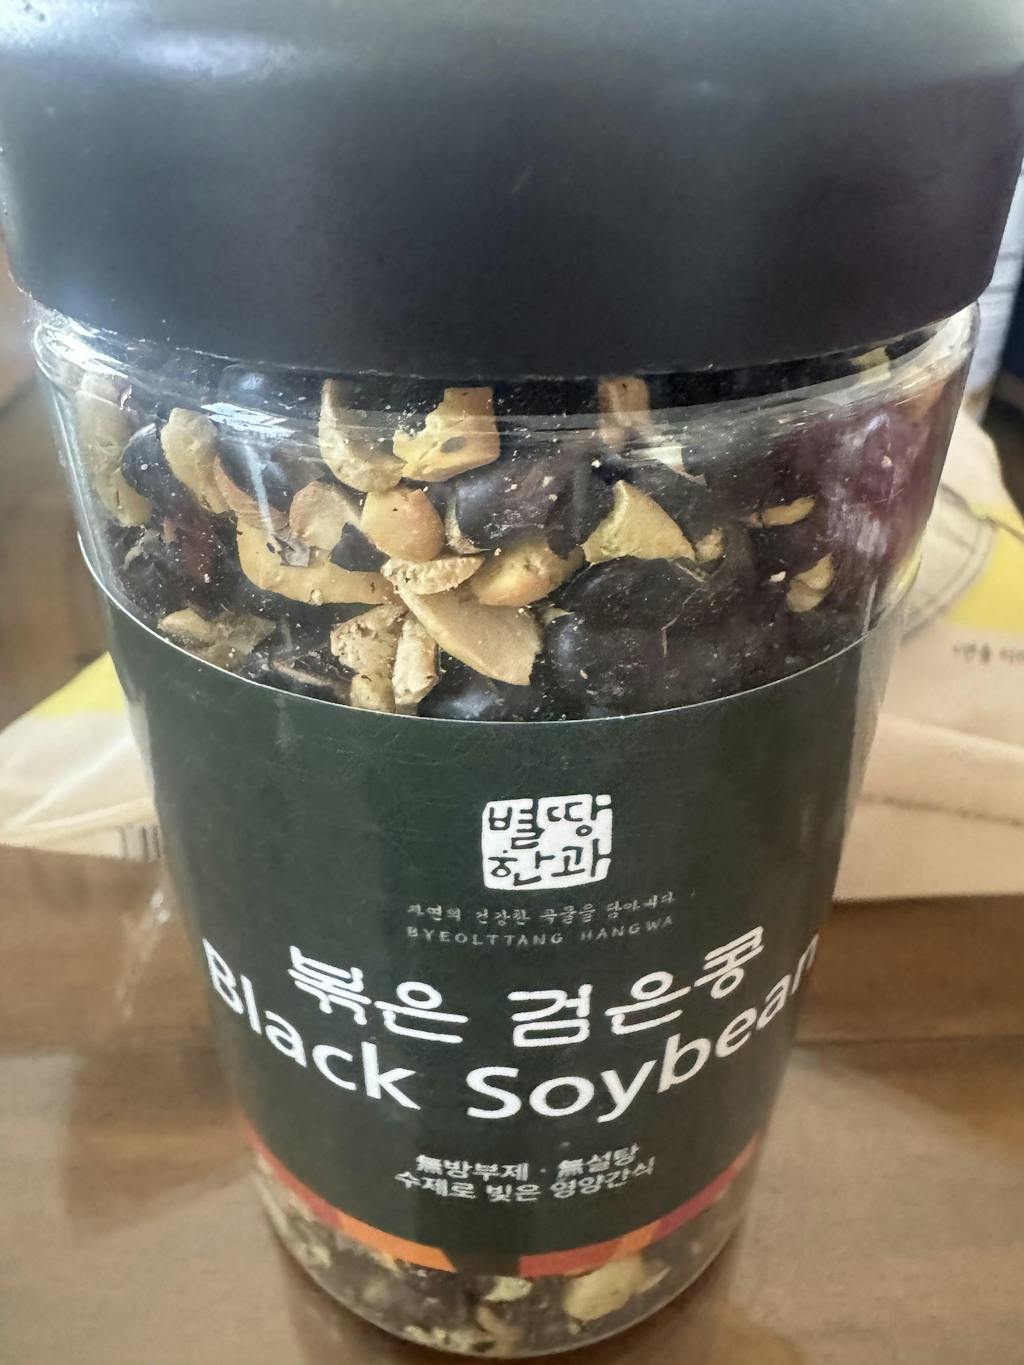 별땅
한과
자연의 건강한 곡물을 담아내다
BYEOLTTANG HANGWA
볶은 검은콩
Black Soybean
無방부제 · 無설탕
수제로 빚은 영양간식